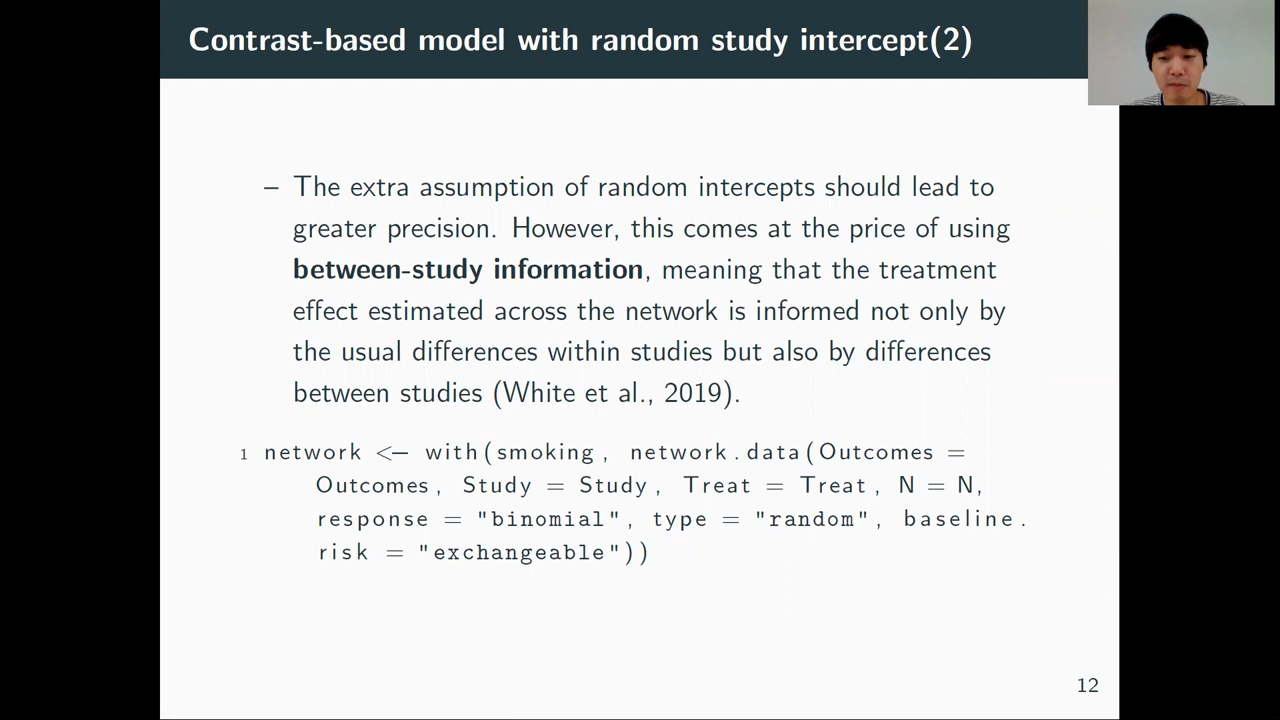 Contrast-based model with random study intercept(2)
– The extra assumption of random intercepts should lead to
greater precision. However, this comes at the price of using
between-study information, meaning that the treatment
effect estimated across the network is informed not only by
the usual differences within studies but also by differences
between studies (White et al., 2019).
1 network <– with(smoking, network.data(Outcomes =
Outcomes, Study = Study, Treat = Treat, N = N,
response = "binomial", type = "random", baseline.
risk = "exchangeable"))
12